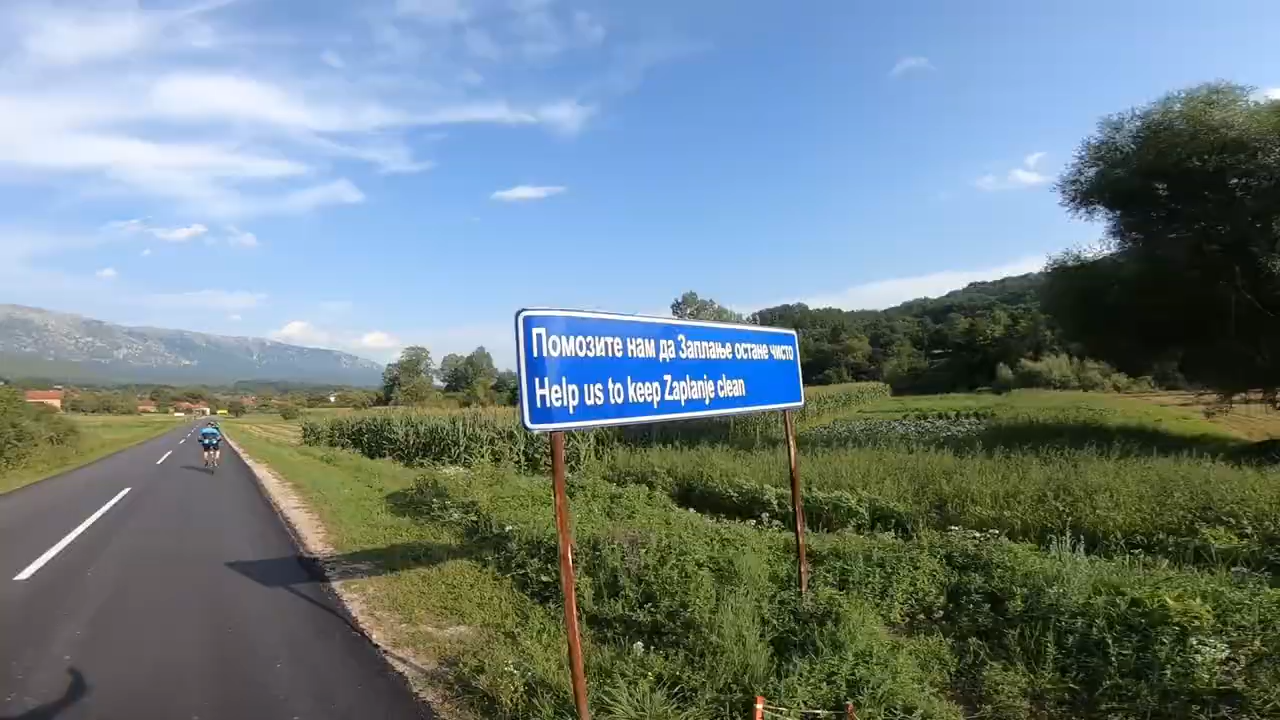 Помозите нам да Заплање остане чисто
Help us to keep Zaplanje clean